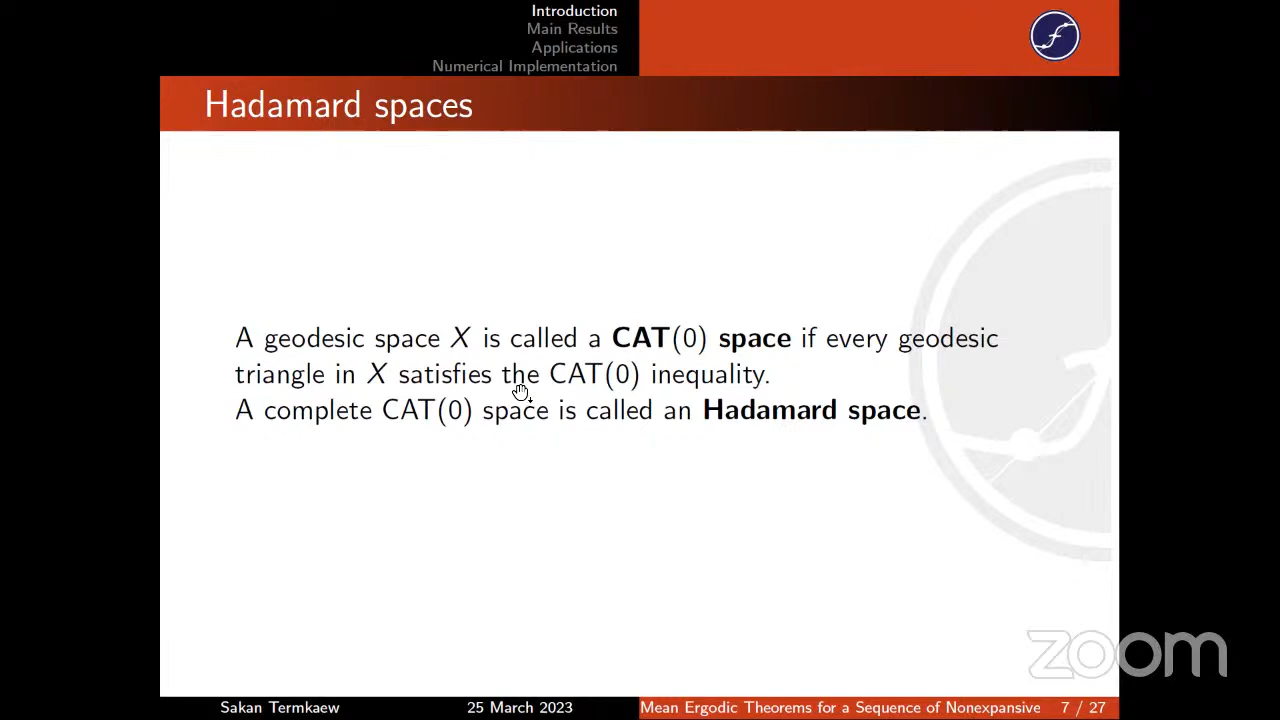 Introduction
Main Results
Applications
Numerical Implementation
Hadamard spaces
A geodesic space X is called a CAT(0) space if every geodesic
triangle in X satisfies the CAT(0) inequality.
A complete CAT(0) space is called an Hadamard space.
zoom
Sakan Termkaew 25 March 2023 Mean Ergodic Theorems for a Sequence of Nonexpansive 7 / 27